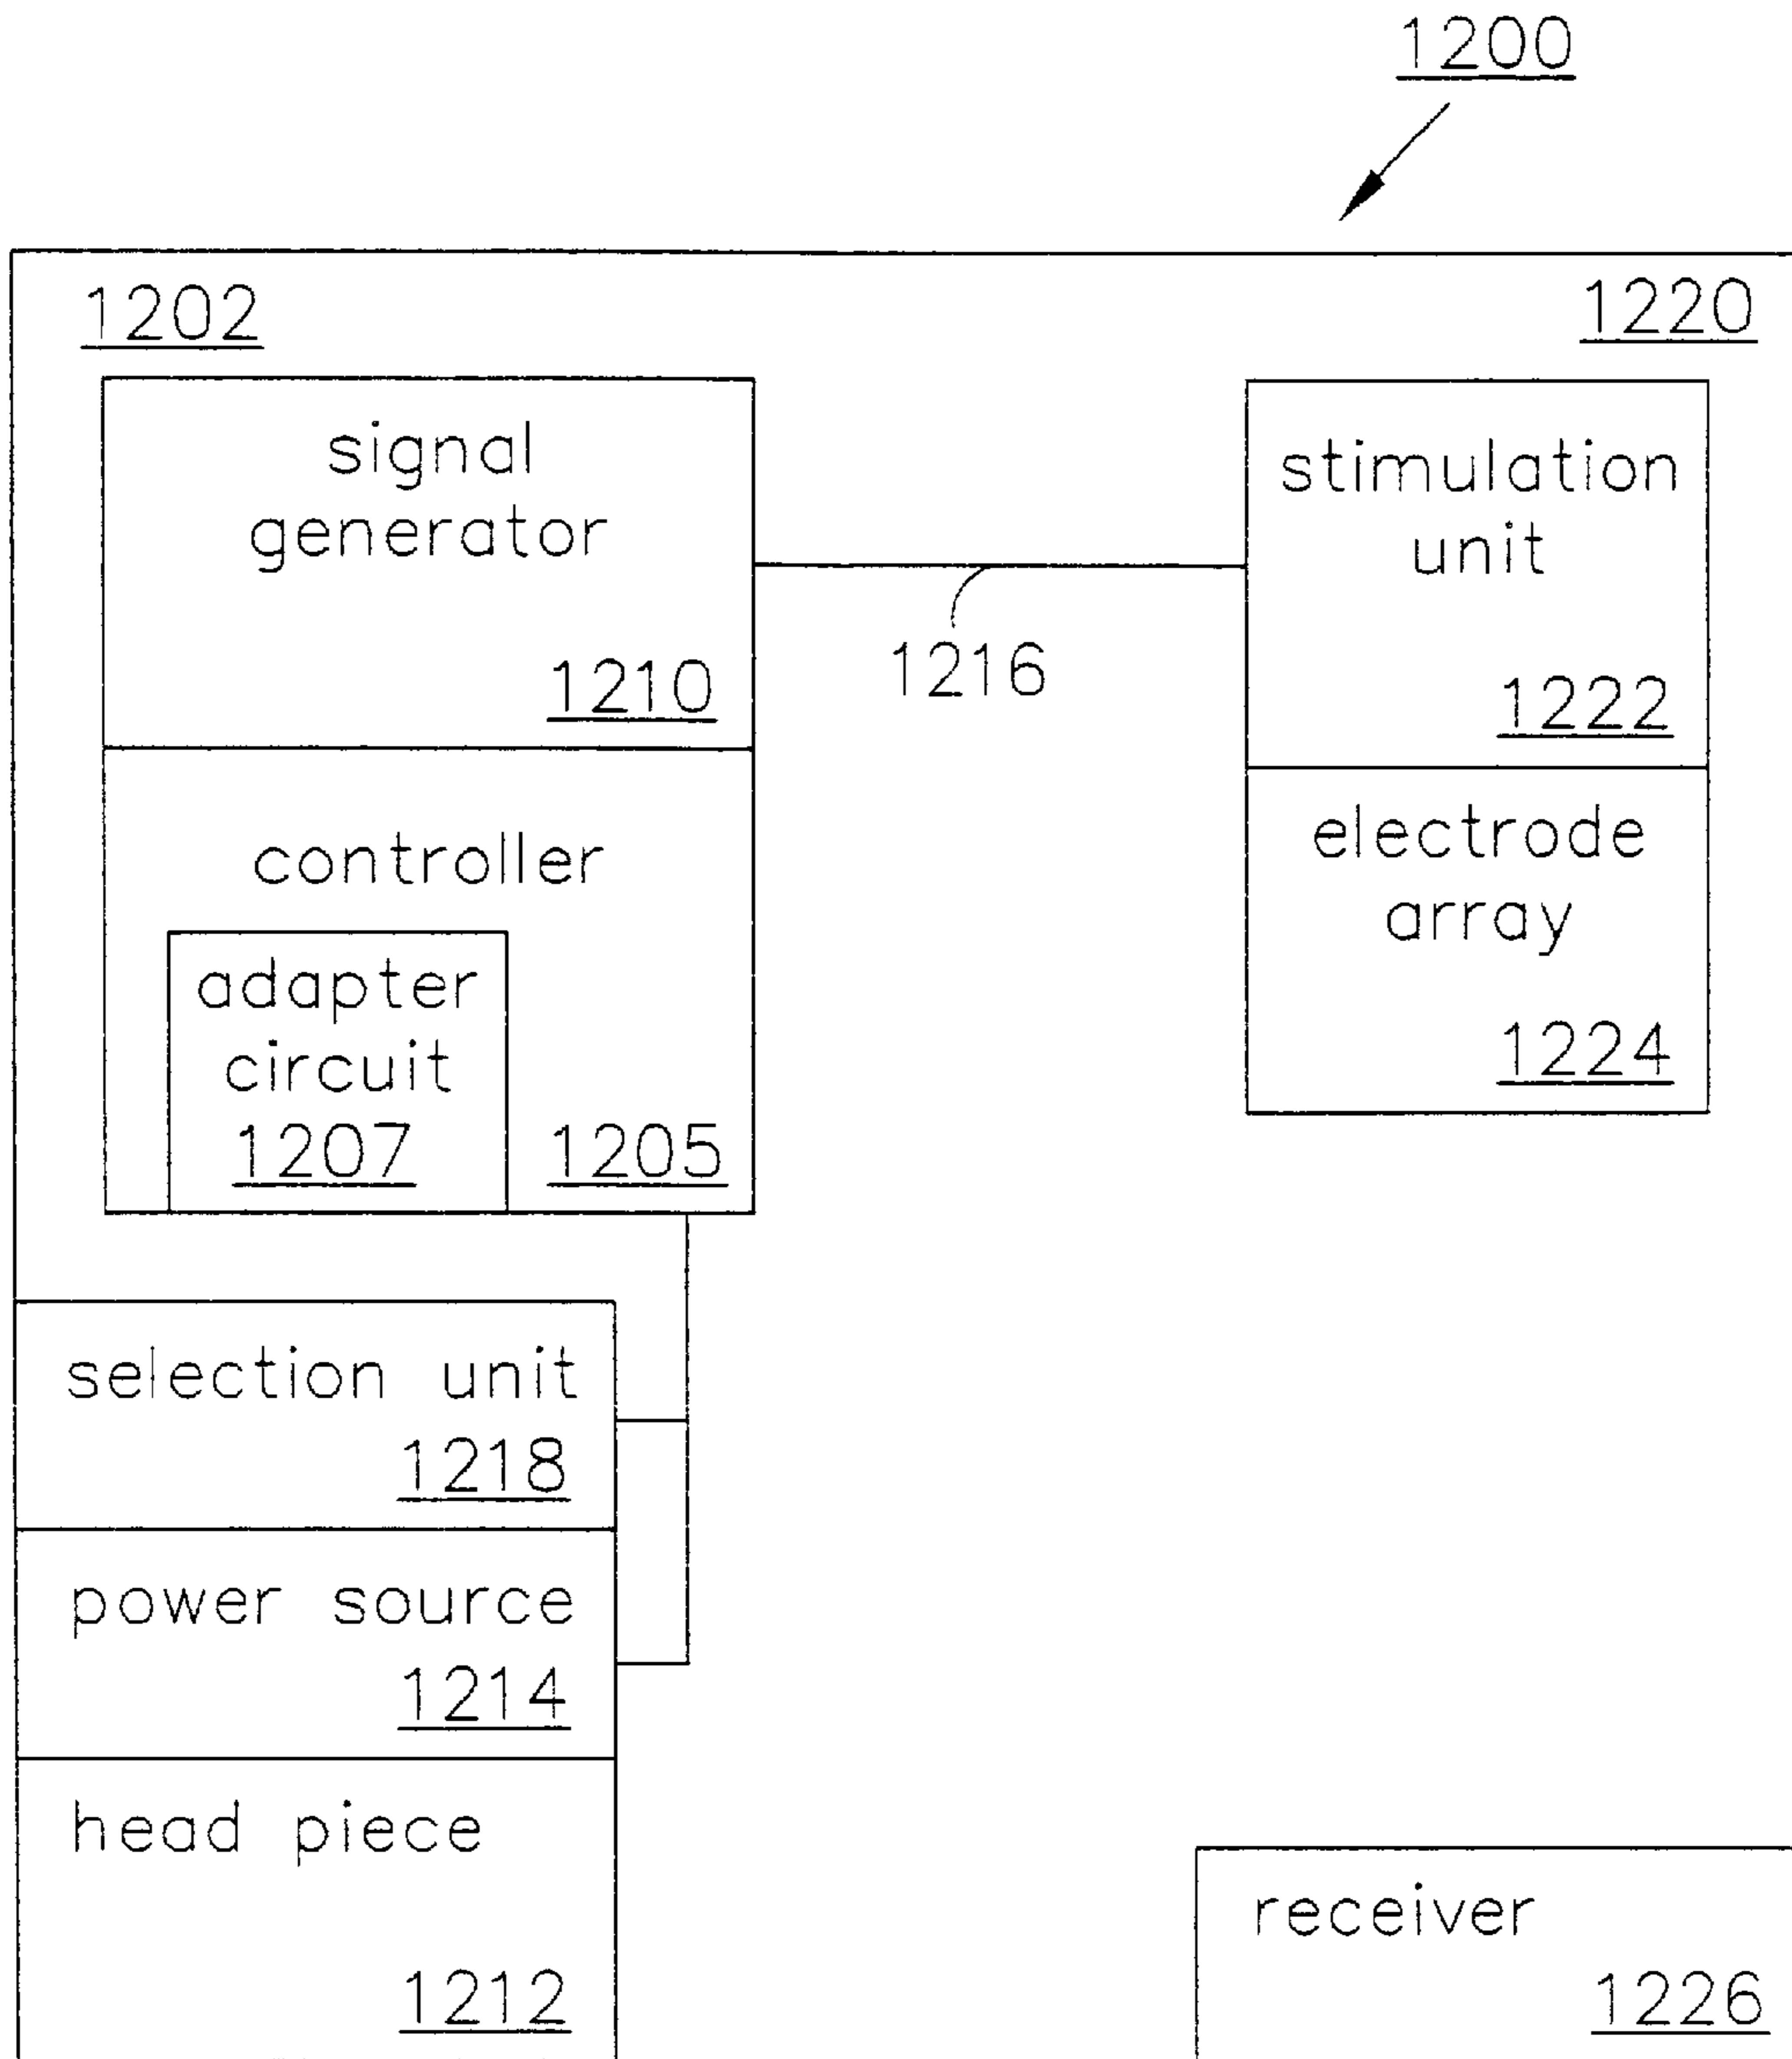 1200
1202
1220
signal
generator
1210
1216
stimulation
unit
1222
controller
adapter
circuit
1207
1205
electrode
array
1224
selection unit
1218
power source
1214
head piece
1212
receiver
1226